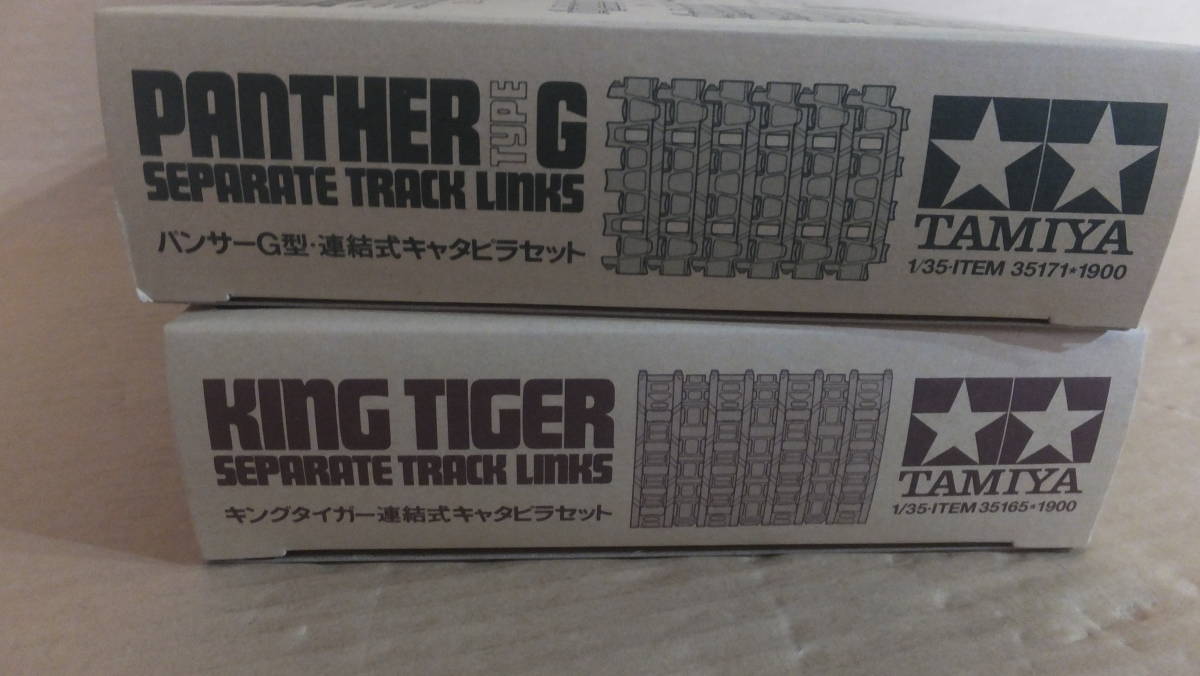 PANTHER TYPE G
SEPARATE TRACK LINKS
パンサーG型・連結式キャタピラセット
TAMIYA
1/35・ITEM 35171★1900
KING TIGER
SEPARATE TRACK LINKS
キングタイガー連結式キャタピラセット
TAMIYA
1/35・ITEM 35165★1900